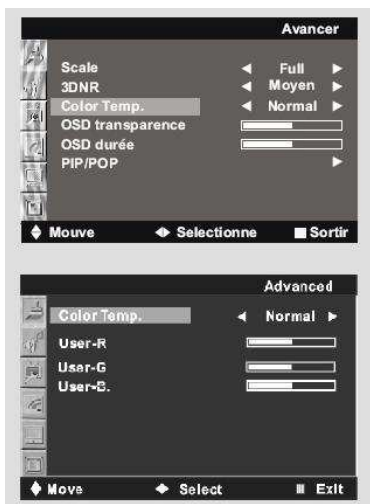 Avancer
Scale Full
3DNR Moyen
Color Temp. Normal
OSD transparence
OSD durée
PIP/POP
Mouve Selectionne Sortir
Advanced
Color Temp. Normal
User-R
User-G
User-B.
Move Select Exit